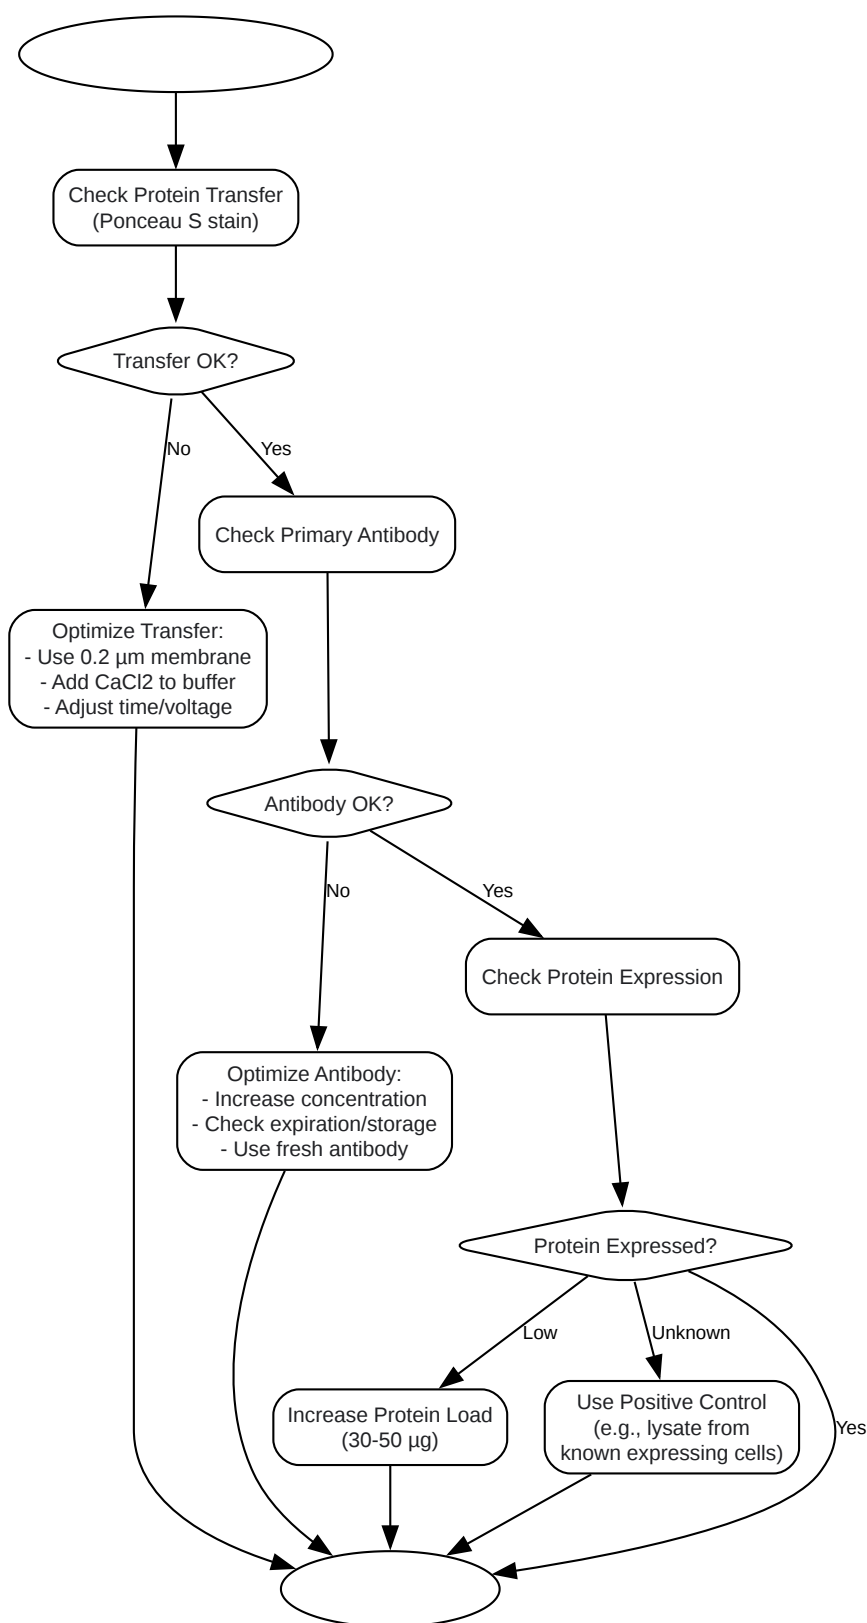 Check Protein Transfer
(Ponceau S stain)
Transfer OK?
No
Yes
Check Primary Antibody
Optimize Transfer:
- Use 0.2 µm membrane
- Add CaCl2 to buffer
- Adjust time/voltage
Antibody OK?
No
Yes
Check Protein Expression
Optimize Antibody:
- Increase concentration
- Check expiration/storage
- Use fresh antibody
Protein Expressed?
Low
Unknown
Increase Protein Load
(30-50 µg)
Use Positive Control
(e.g., lysate from
known expressing cells)
Yes